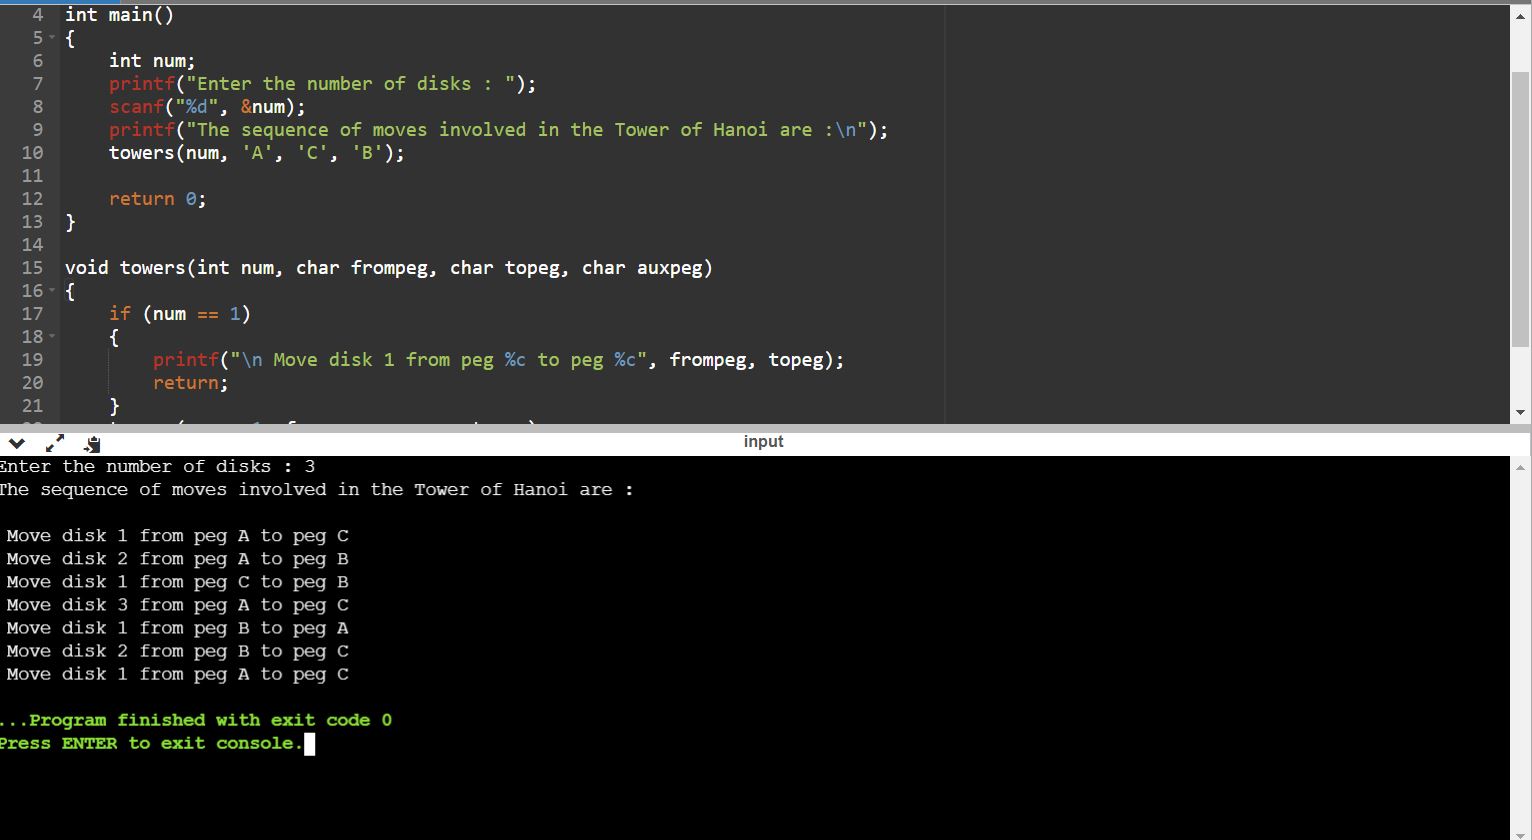 4 int main()
5 {
6 int num;
7 printf("Enter the number of disks : ");
8 scanf("%d", &num);
9 printf("The sequence of moves involved in the Tower of Hanoi are :\n");
10 towers(num, 'A', 'C', 'B');
11
12 return 0;
13 }
14
15 void towers(int num, char frompeg, char topeg, char auxpeg)
16 {
17 if (num == 1)
18 {
19 printf("\n Move disk 1 from peg %c to peg %c", frompeg, topeg);
20 return;
21 }
input
Enter the number of disks : 3
The sequence of moves involved in the Tower of Hanoi are :
Move disk 1 from peg A to peg C
Move disk 2 from peg A to peg B
Move disk 1 from peg C to peg B
Move disk 3 from peg A to peg C
Move disk 1 from peg B to peg A
Move disk 2 from peg B to peg C
Move disk 1 from peg A to peg C
...Program finished with exit code 0
Press ENTER to exit console.